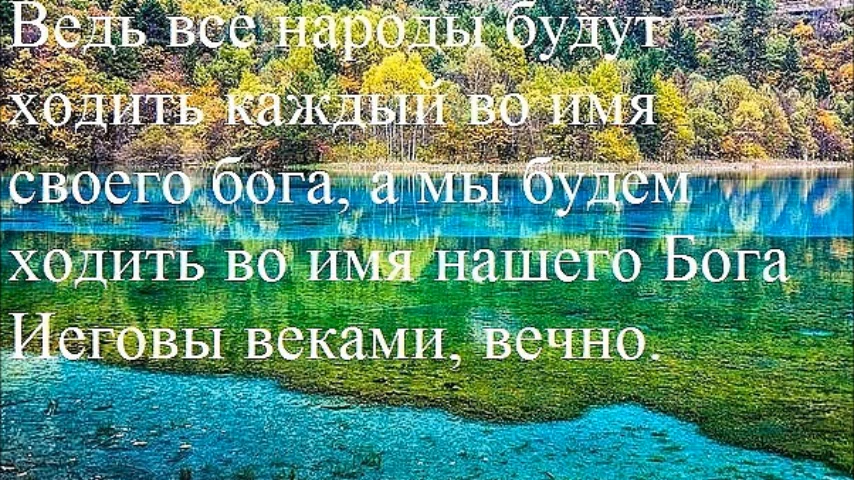 Ведь все народы будут
ходить каждый во имя
своего бога, а мы будем
ходить во имя нашего Бога
Иеговы веками, вечно.